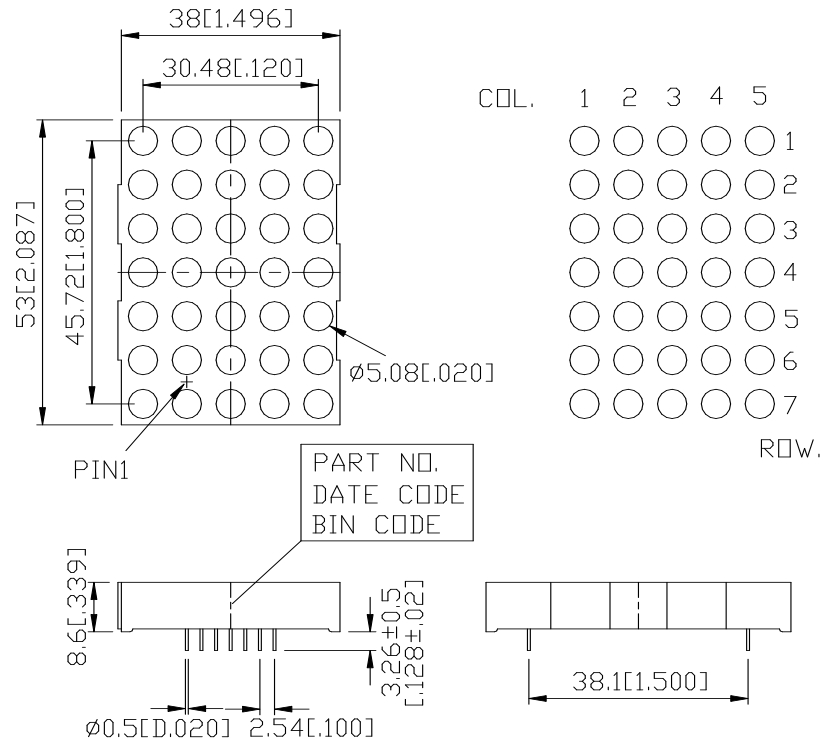 38[1.496]
30.48[.120]
COL. 1 2 3 4 5
1
2
3
4
5
6
7
ROW.
53[2.087]
45.72[1.800]
Ø5.08[.020]
PIN1
PART NO.
DATE CODE
BIN CODE
8.6[.339]
3.26±0.5
[.128±.02]
38.1[1.500]
Ø0.5[D.020]
2.54[.100]